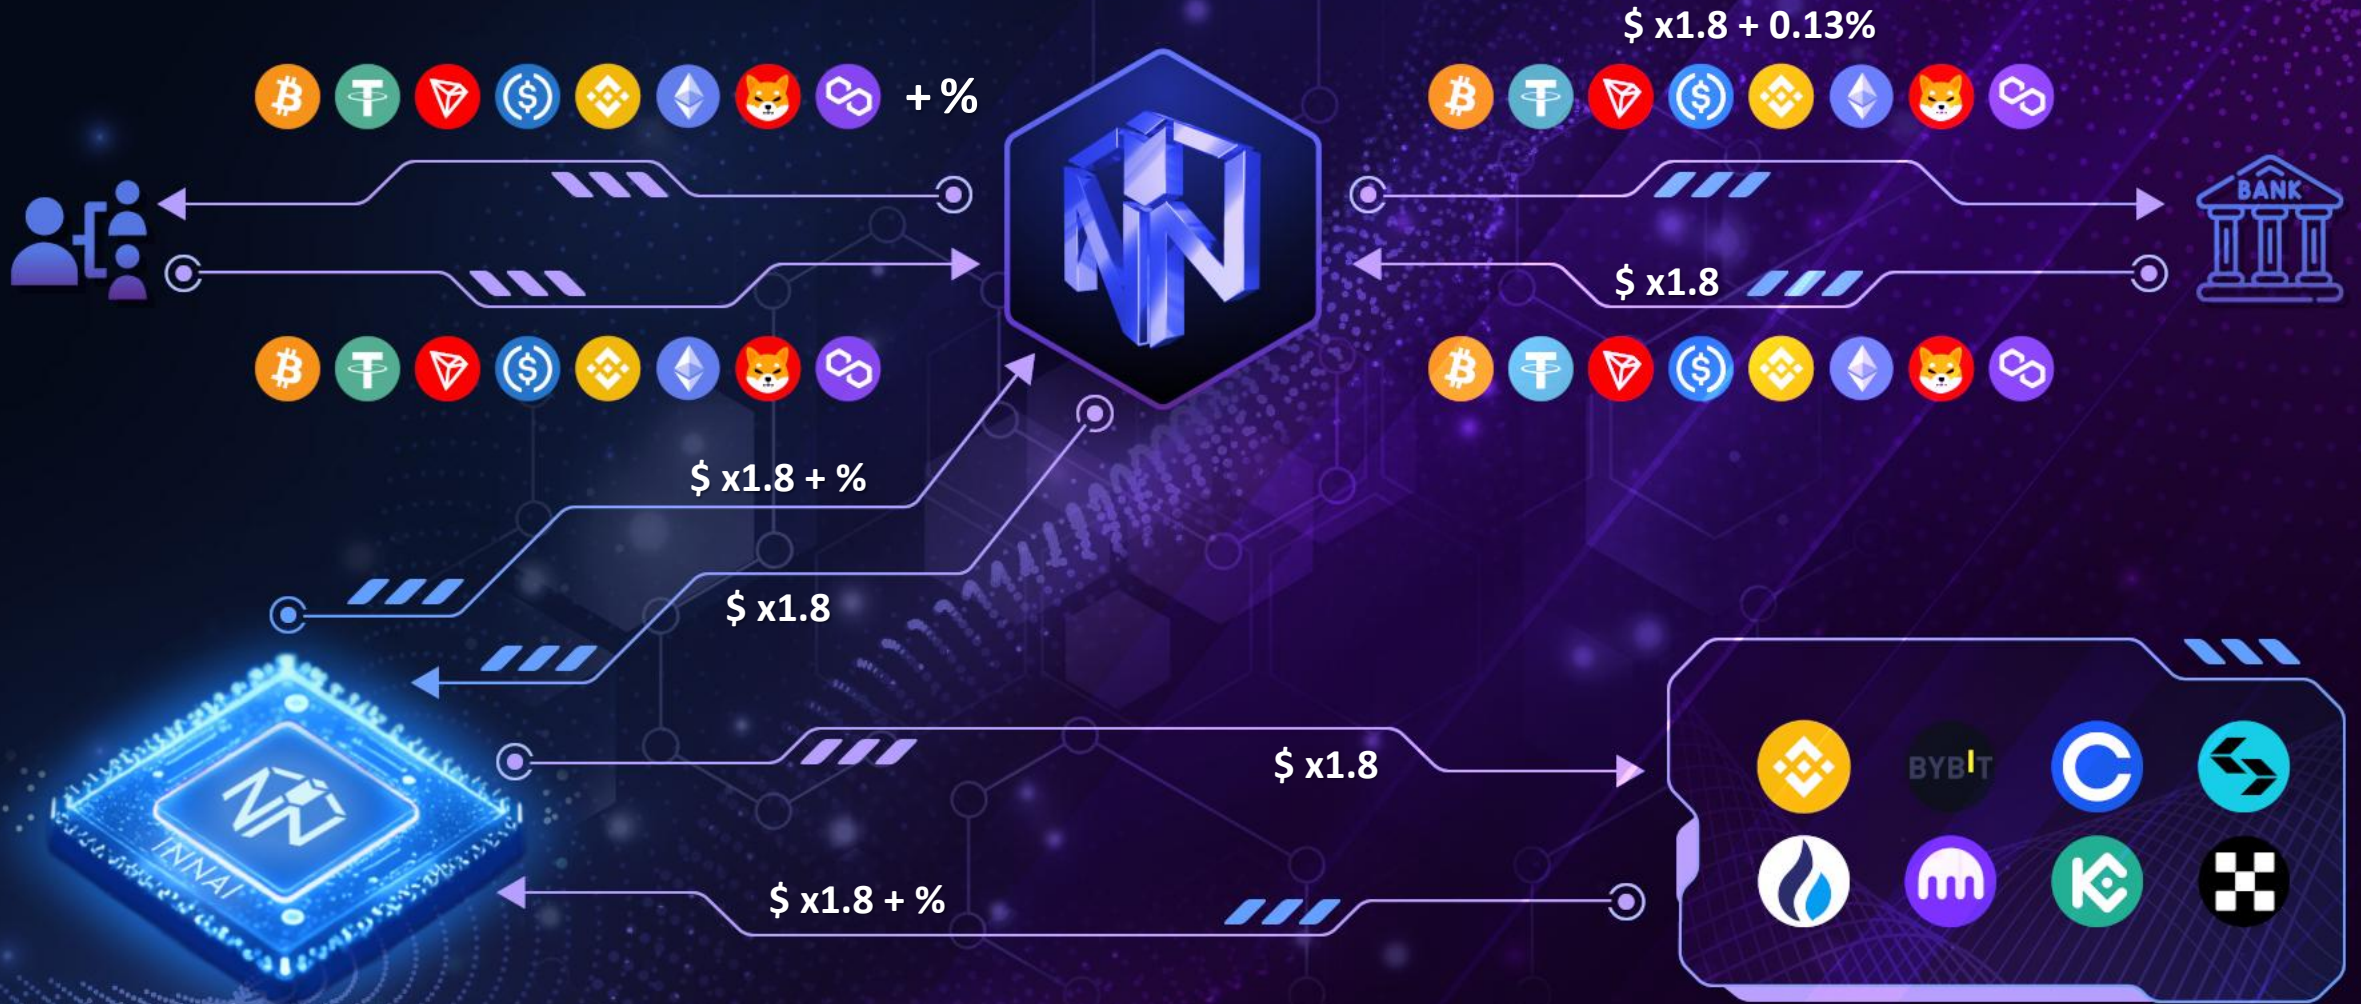 $ x1.8 + 0.13%
+ %
BANK
$ x1.8
$ x1.8 + %
$ x1.8
$ x1.8
BYBIT
INNAI
$ x1.8 + %